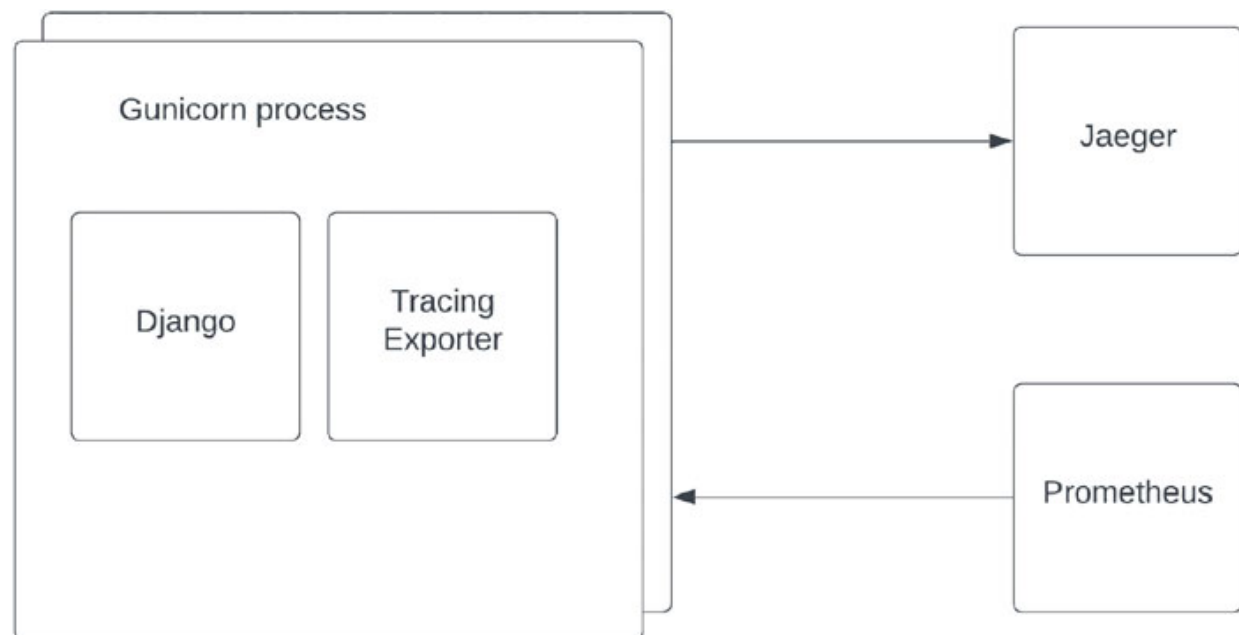 Gunicorn process
Jaeger
Django
Tracing
Exporter
Prometheus